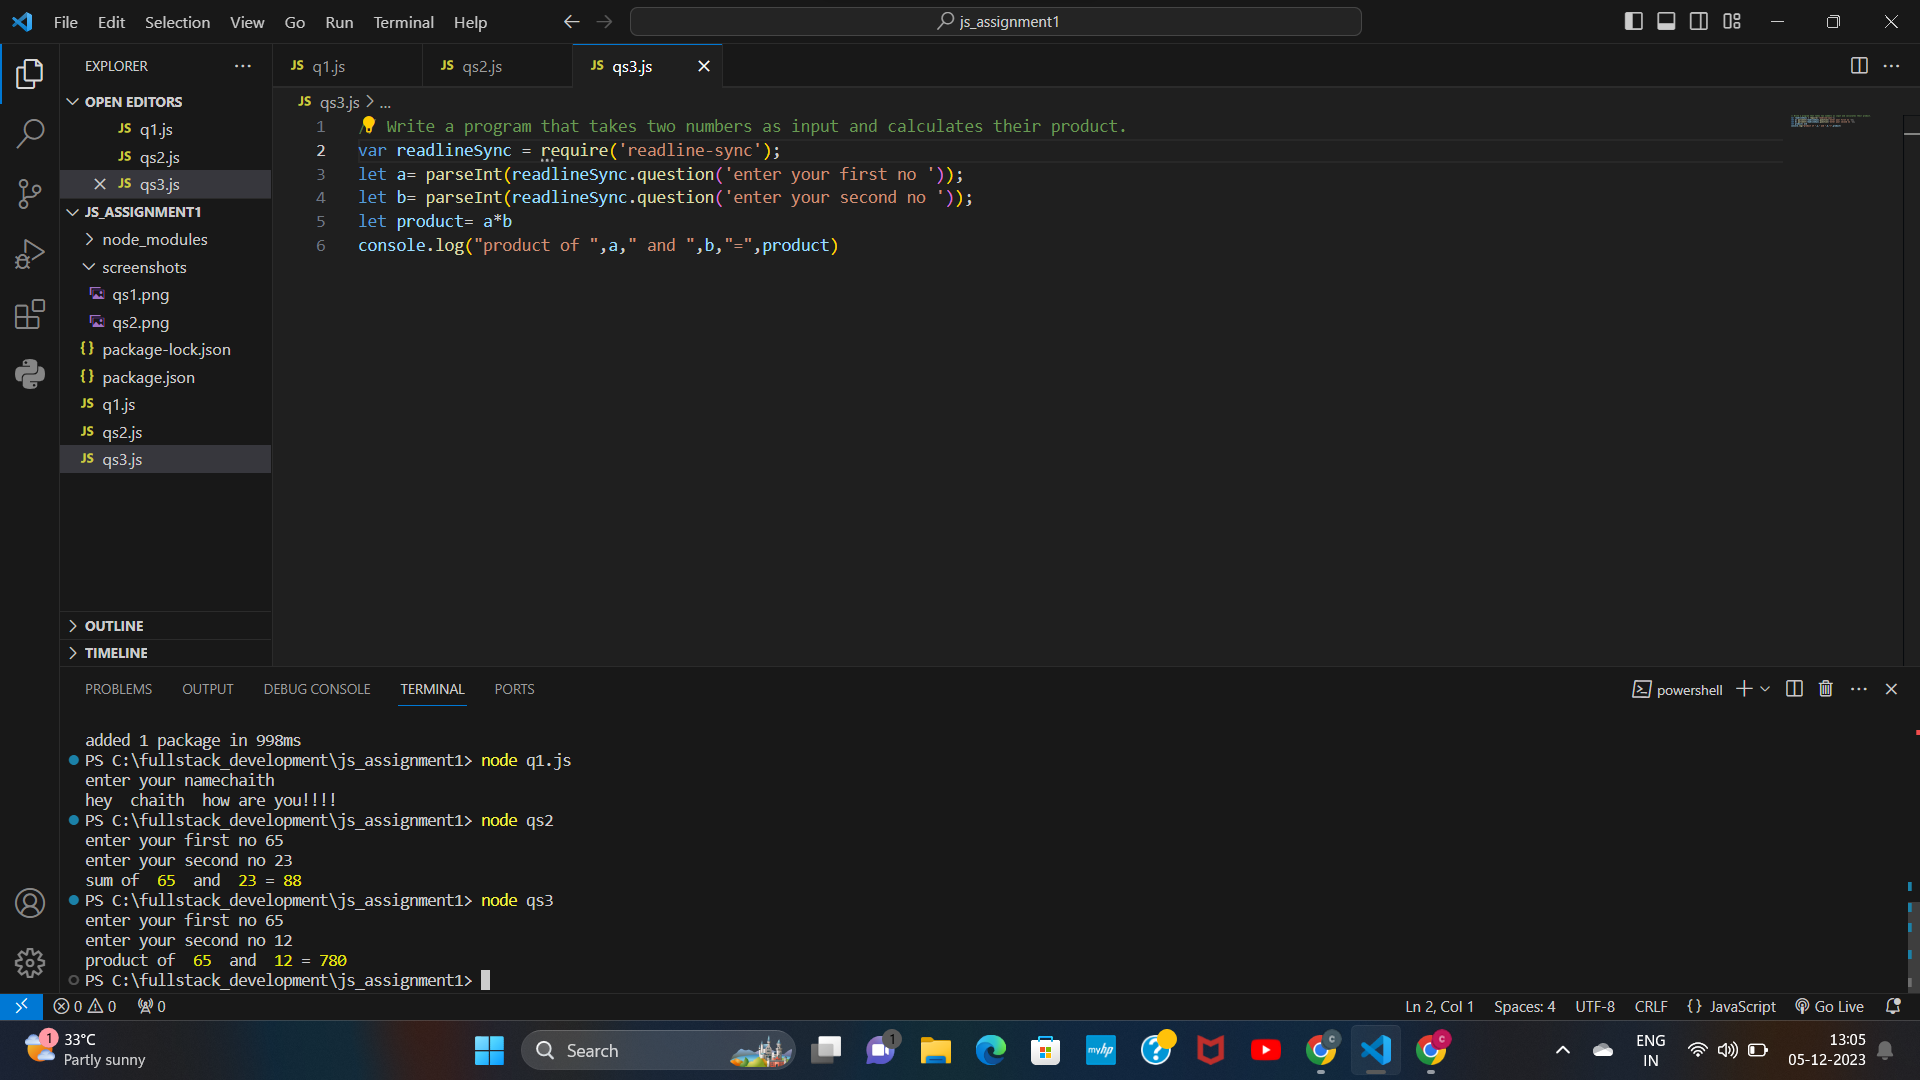 File Edit Selection View Go Run Terminal Help
js_assignment1
EXPLORER
OPEN EDITORS
JS q1.js
JS qs2.js
JS qs3.js
JS_ASSIGNMENT1
node_modules
screenshots
qs1.png
qs2.png
{} package-lock.json
{} package.json
JS q1.js
JS qs2.js
JS qs3.js
OUTLINE
TIMELINE
JS q1.js JS qs2.js JS qs3.js
JS qs3.js > ...
1 / Write a program that takes two numbers as input and calculates their product.
2 var readlineSync = require('readline-sync');
3 let a= parseInt(readlineSync.question('enter your first no '));
4 let b= parseInt(readlineSync.question('enter your second no '));
5 let product= a*b
6 console.log("product of ",a," and ",b,"=",product)
PROBLEMS OUTPUT DEBUG CONSOLE TERMINAL PORTS
powershell
added 1 package in 998ms
PS C:\fullstack_development\js_assignment1> node q1.js
enter your namechaith
hey  chaith  how are you!!!!
PS C:\fullstack_development\js_assignment1> node qs2
enter your first no 65
enter your second no 23
sum of  65  and  23 = 88
PS C:\fullstack_development\js_assignment1> node qs3
enter your first no 65
enter your second no 12
product of  65  and  12 = 780
PS C:\fullstack_development\js_assignment1>
0 0 0
Ln 2, Col 1 Spaces: 4 UTF-8 CRLF {} JavaScript Go Live
1
33°C
Partly sunny
Search
1
myhp
C
C
ENG
IN
13:05
05-12-2023